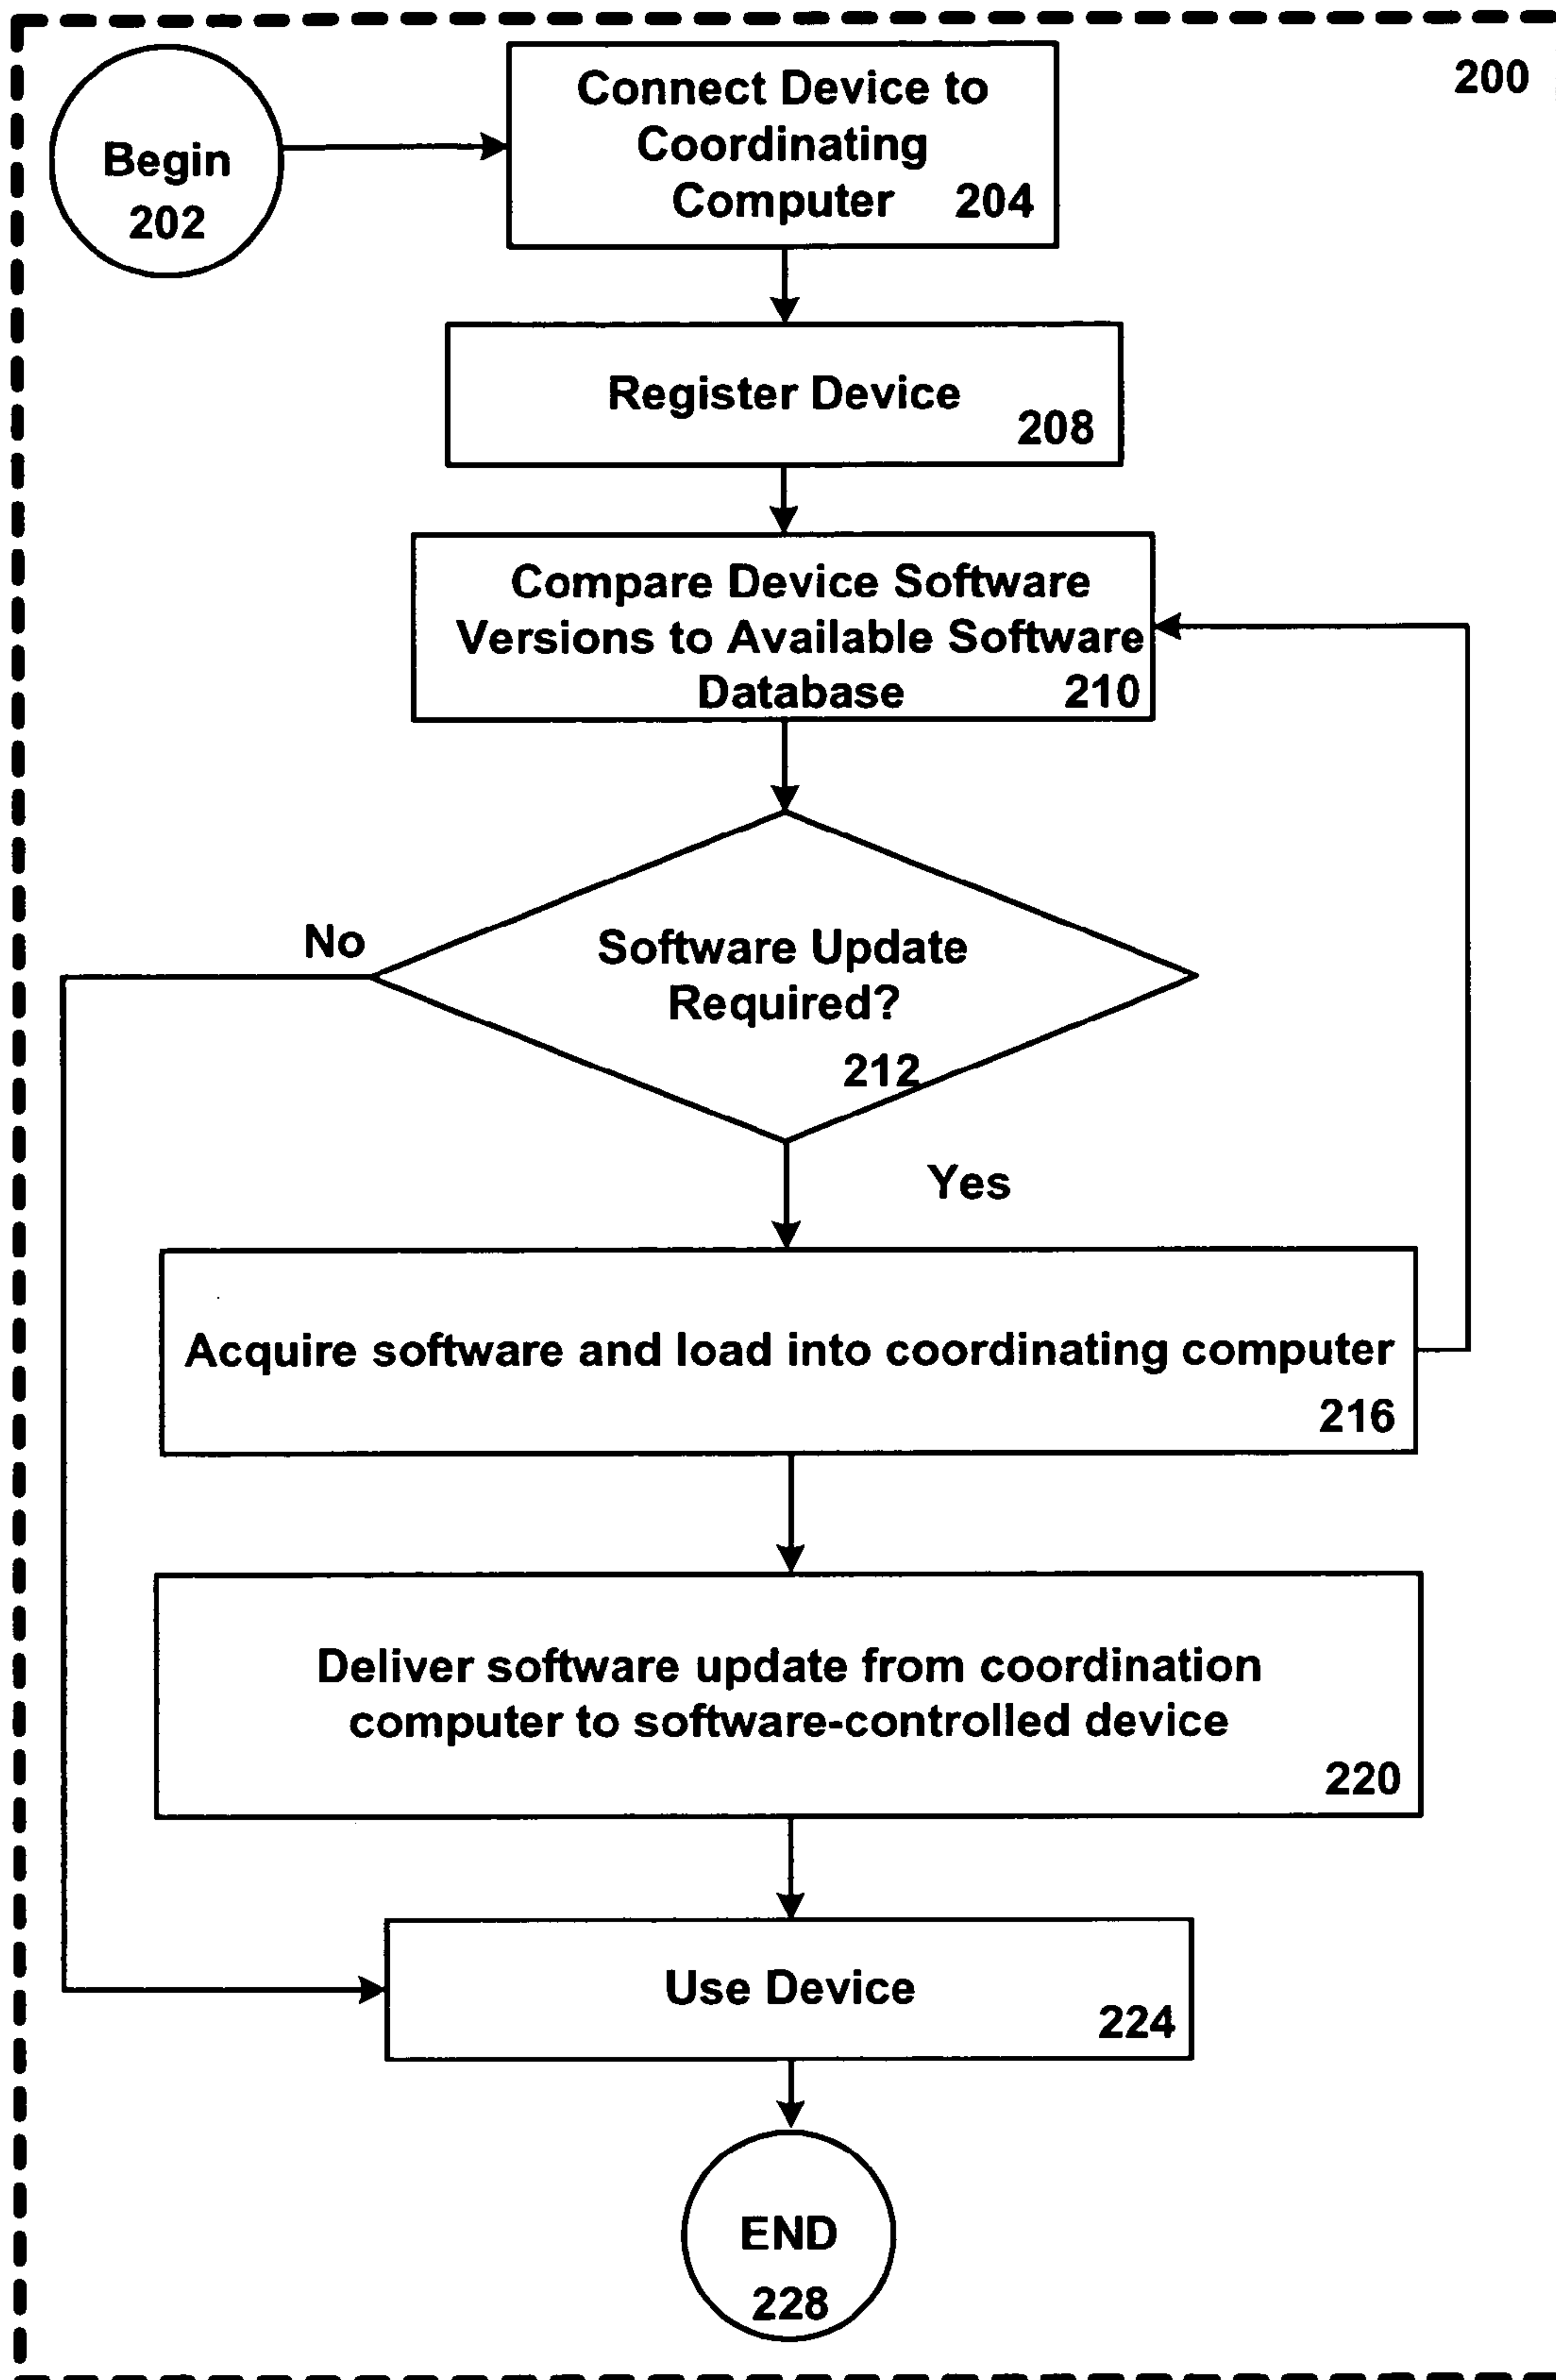 200
Begin
202
Connect Device to
Coordinating
Computer 204
Register Device
208
Compare Device Software
Versions to Available Software
Database 210
No
Software Update
Required?
212
Yes
Acquire software and load into coordinating computer
216
Deliver software update from coordination
computer to software-controlled device
220
Use Device
224
END
228